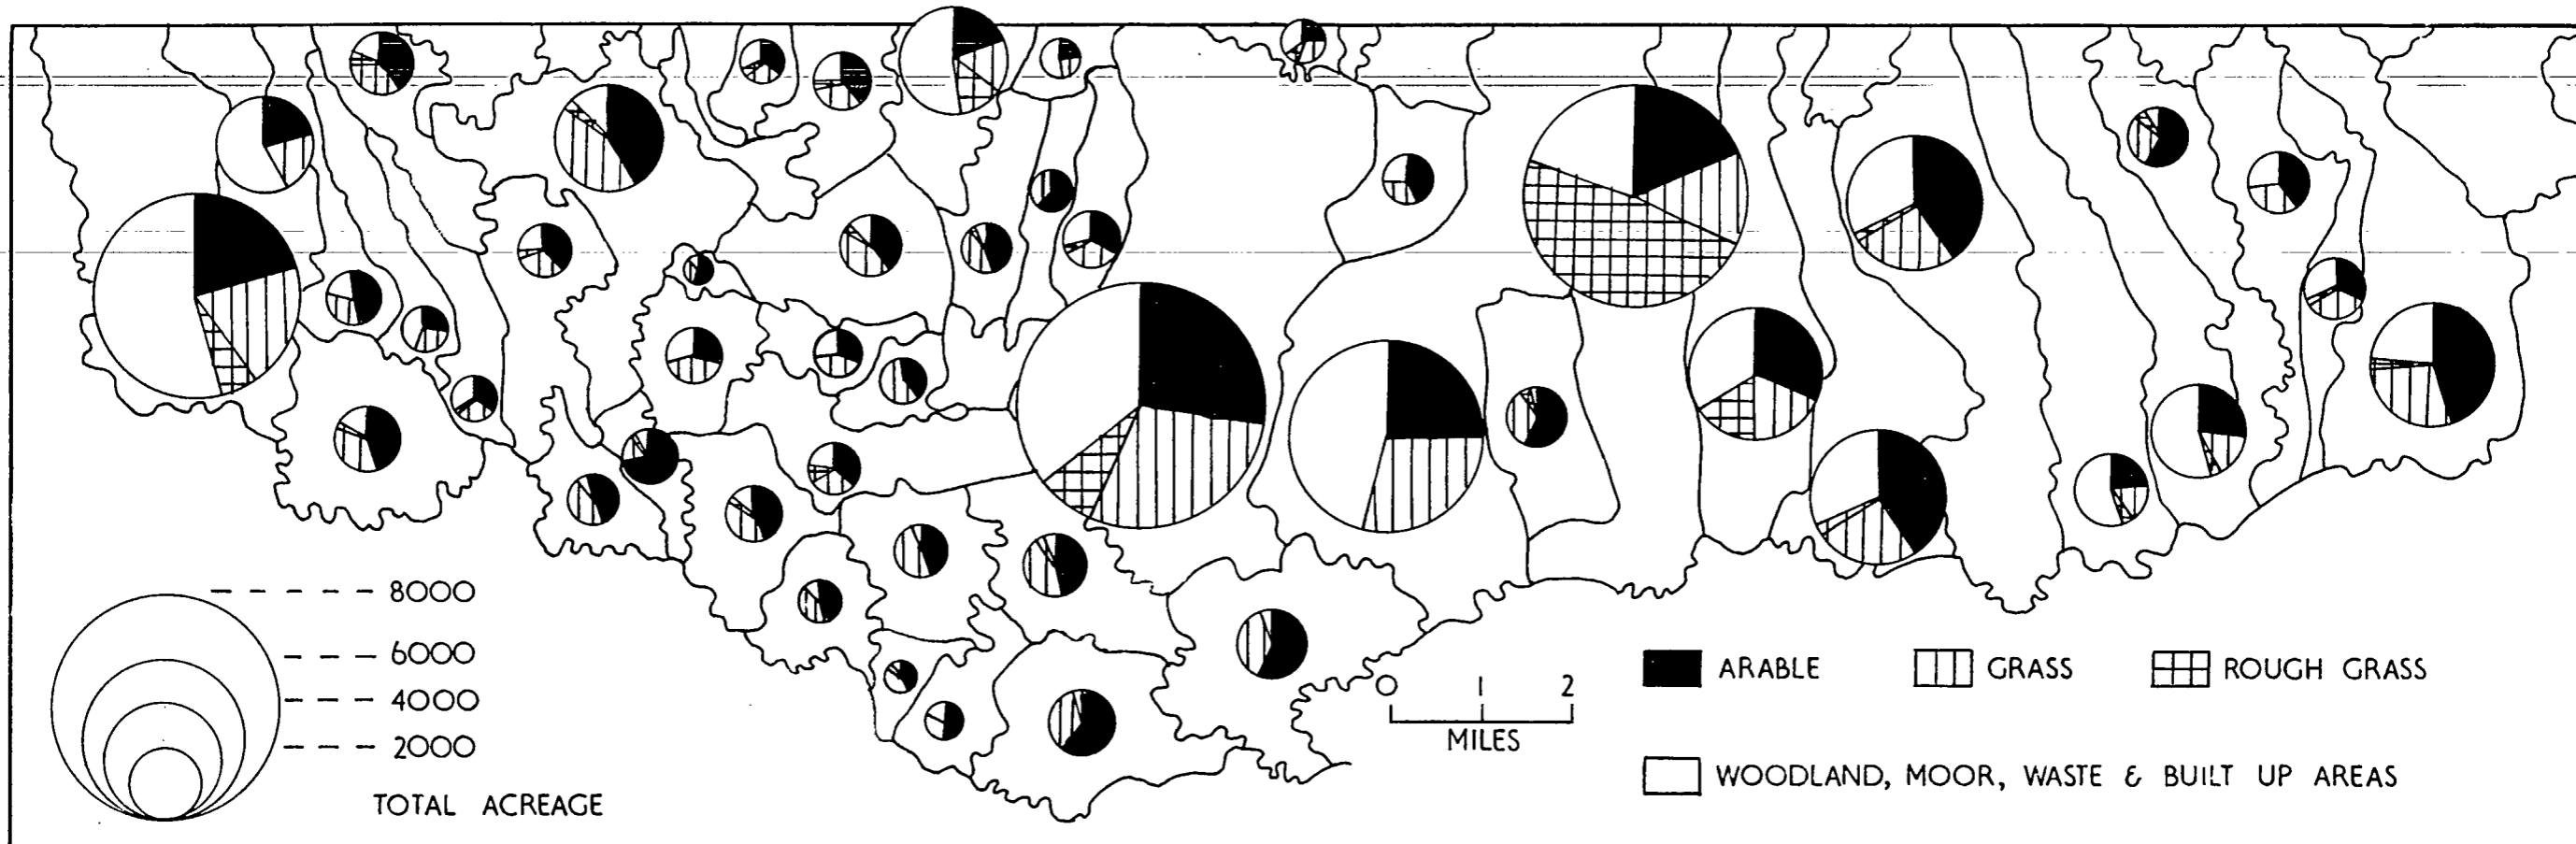 8000
6000
4000
2000
TOTAL ACREAGE
0 1 2
MILES
ARABLE
GRASS
ROUGH GRASS
WOODLAND, MOOR, WASTE & BUILT UP AREAS